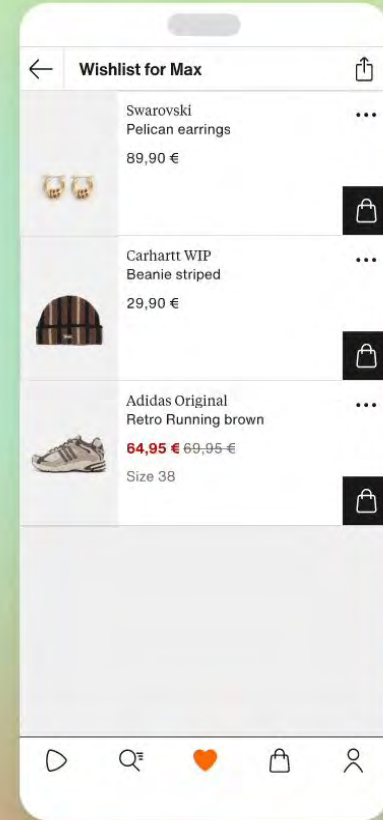 Wishlist for Max
Swarovski
Pelican earrings
89,90 €
Carhartt WIP
Beanie striped
29,90 €
Adidas Original
Retro Running brown
64,95 € 69,95 €
Size 38